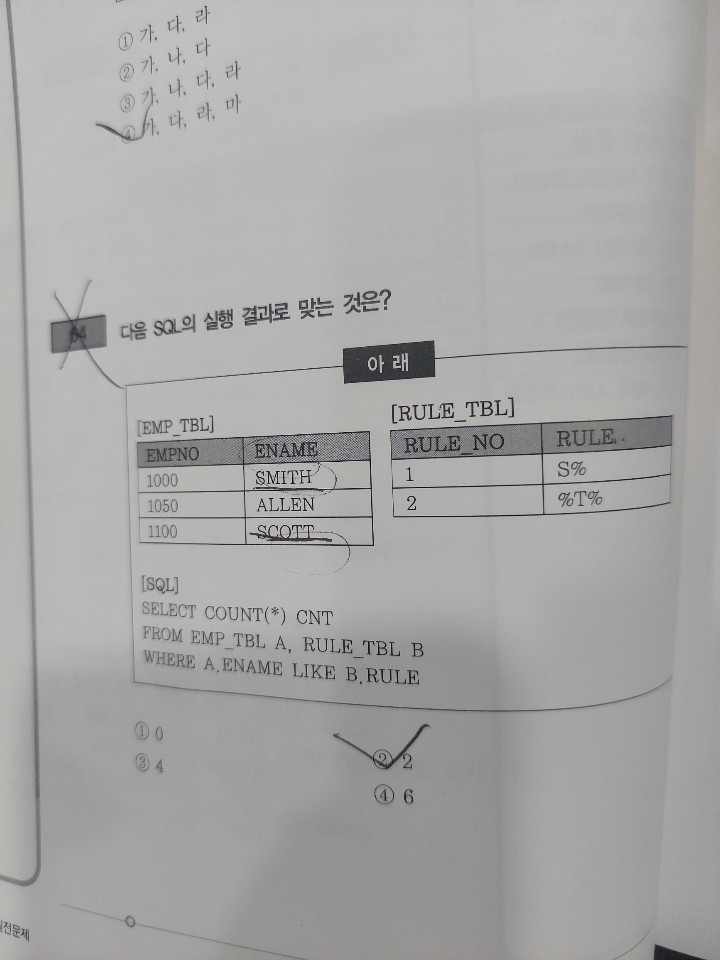 ① 가, 다, 라
② 가, 나, 다
③ 가, 나, 다, 라
④ 가, 다, 라, 마
64 다음 SQL의 실행 결과로 맞는 것은?
아 래
[EMP_TBL] [RULE_TBL]
EMPNO ENAME RULE_NO RULE
1000 SMITH 1 S%
1050 ALLEN 2 %T%
1100 SCOTT
[SQL]
SELECT COUNT(*) CNT
FROM EMP_TBL A, RULE_TBL B
WHERE A.ENAME LIKE B.RULE
① 0 ② 2
③ 4 ④ 6
실전문제